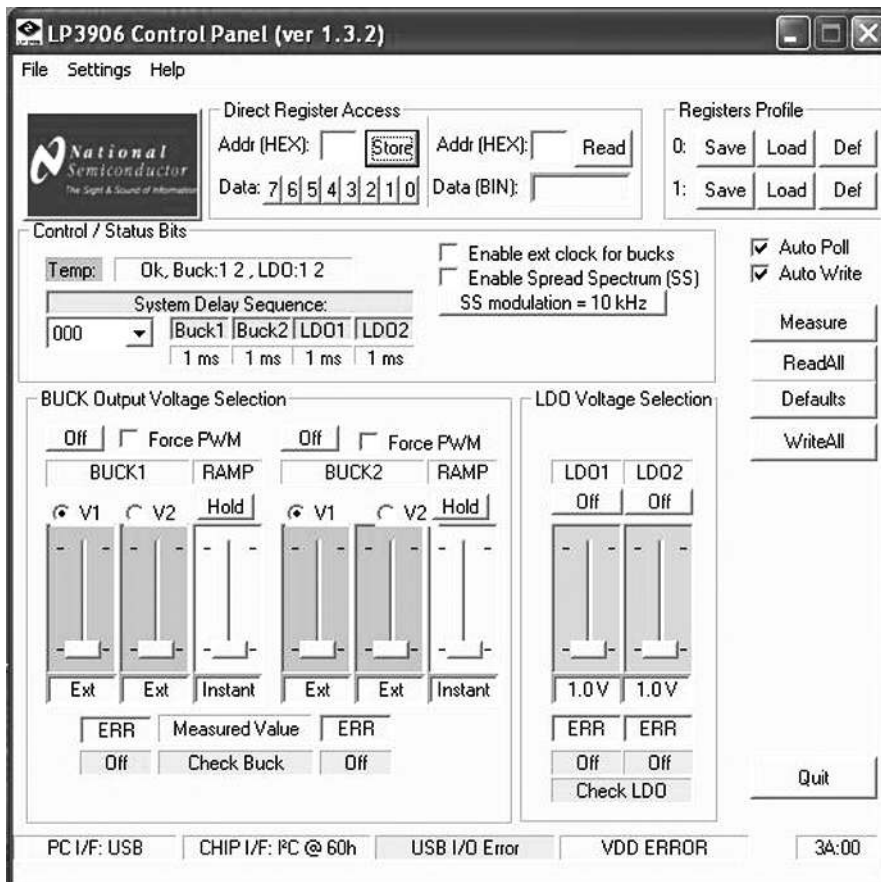 LP3906 Control Panel (ver 1.3.2)
File Settings Help
National
Semiconductor
The Sight & Sound of Information
Direct Register Access
Addr (HEX): Store Addr (HEX): Read
Data: 7 6 5 4 3 2 1 0 Data (BIN):
Registers Profile
0: Save Load Def
1: Save Load Def
Control / Status Bits
Temp: Ok, Buck:1 2 , LDO:1 2
System Delay Sequence:
000 Buck1 Buck2 LDO1 LDO2
1 ms 1 ms 1 ms 1 ms
Enable ext clock for bucks
Enable Spread Spectrum (SS)
SS modulation = 10 kHz
Auto Poll
Auto Write
Measure
ReadAll
Defaults
WriteAll
BUCK Output Voltage Selection
Off Force PWM Off Force PWM
BUCK1 RAMP BUCK2 RAMP
V1 V2 Hold V1 V2 Hold
Ext Ext Instant Ext Ext Instant
ERR Measured Value ERR
Off Check Buck Off
LDO Voltage Selection
LDO1 LDO2
Off Off
1.0 V 1.0 V
ERR ERR
Off Off
Check LDO
Quit
PC I/F: USB CHIP I/F: I²C @ 60h USB I/O Error VDD ERROR 3A:00